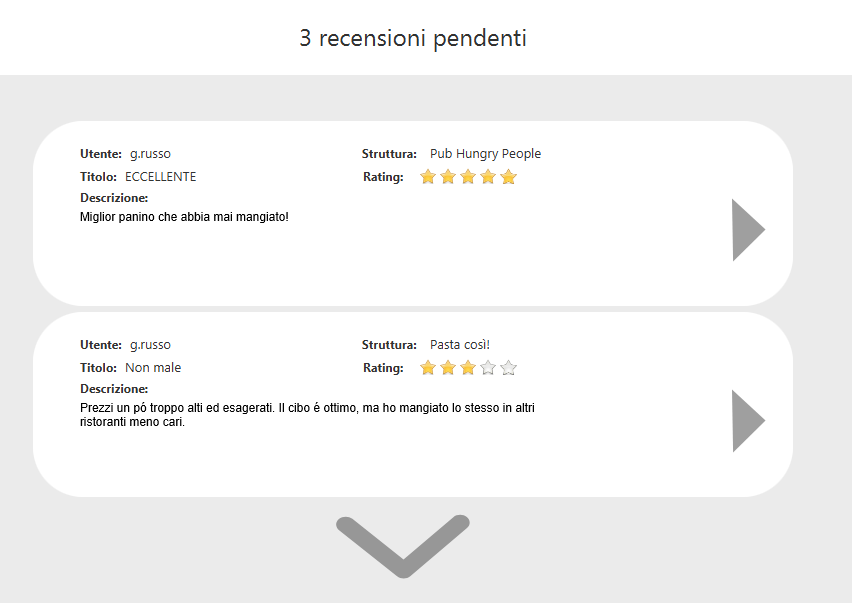 3 recensioni pendenti
Utente: g.russo Struttura: Pub Hungry People
Titolo: ECCELLENTE Rating:
Descrizione:
Miglior panino che abbia mai mangiato!
Utente: g.russo Struttura: Pasta così!
Titolo: Non male Rating:
Descrizione:
Prezzi un pó troppo alti ed esagerati. Il cibo é ottimo, ma ho mangiato lo stesso in altri
ristoranti meno cari.